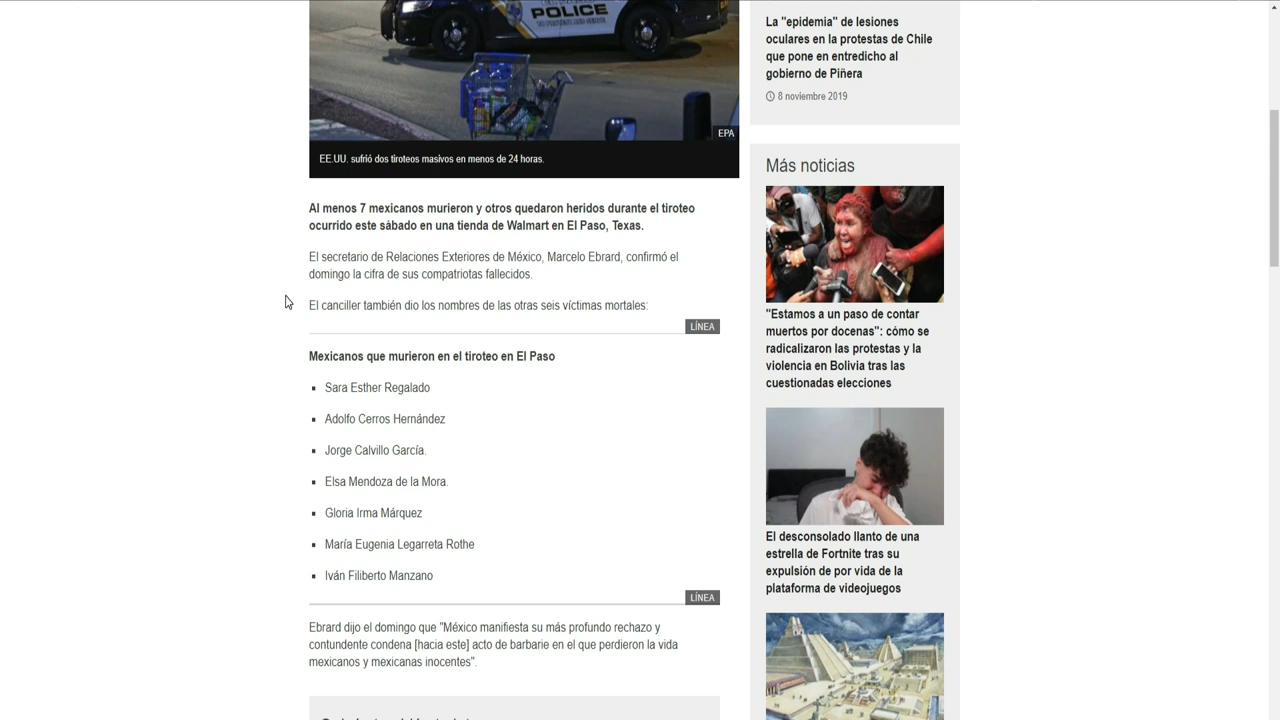 POLICE
EPA
EE.UU. sufrió dos tiroteos masivos en menos de 24 horas.
Al menos 7 mexicanos murieron y otros quedaron heridos durante el tiroteo
ocurrido este sábado en una tienda de Walmart en El Paso, Texas.
El secretario de Relaciones Exteriores de México, Marcelo Ebrard, confirmó el
domingo la cifra de sus compatriotas fallecidos.
El canciller también dio los nombres de las otras seis víctimas mortales:
LÍNEA
Mexicanos que murieron en el tiroteo en El Paso
Sara Esther Regalado
Adolfo Cerros Hernández
Jorge Calvillo García.
Elsa Mendoza de la Mora.
Gloria Irma Márquez
María Eugenia Legarreta Rothe
Iván Filiberto Manzano
LÍNEA
Ebrard dijo el domingo que "México manifiesta su más profundo rechazo y
contundente condena [hacia este] acto de barbarie en el que perdieron la vida
mexicanos y mexicanas inocentes".
La "epidemia" de lesiones
oculares en la protestas de Chile
que pone en entredicho al
gobierno de Piñera
8 noviembre 2019
Más noticias
"Estamos a un paso de contar
muertos por docenas": cómo se
radicalizaron las protestas y la
violencia en Bolivia tras las
cuestionadas elecciones
El desconsolado llanto de una
estrella de Fortnite tras su
expulsión de por vida de la
plataforma de videojuegos